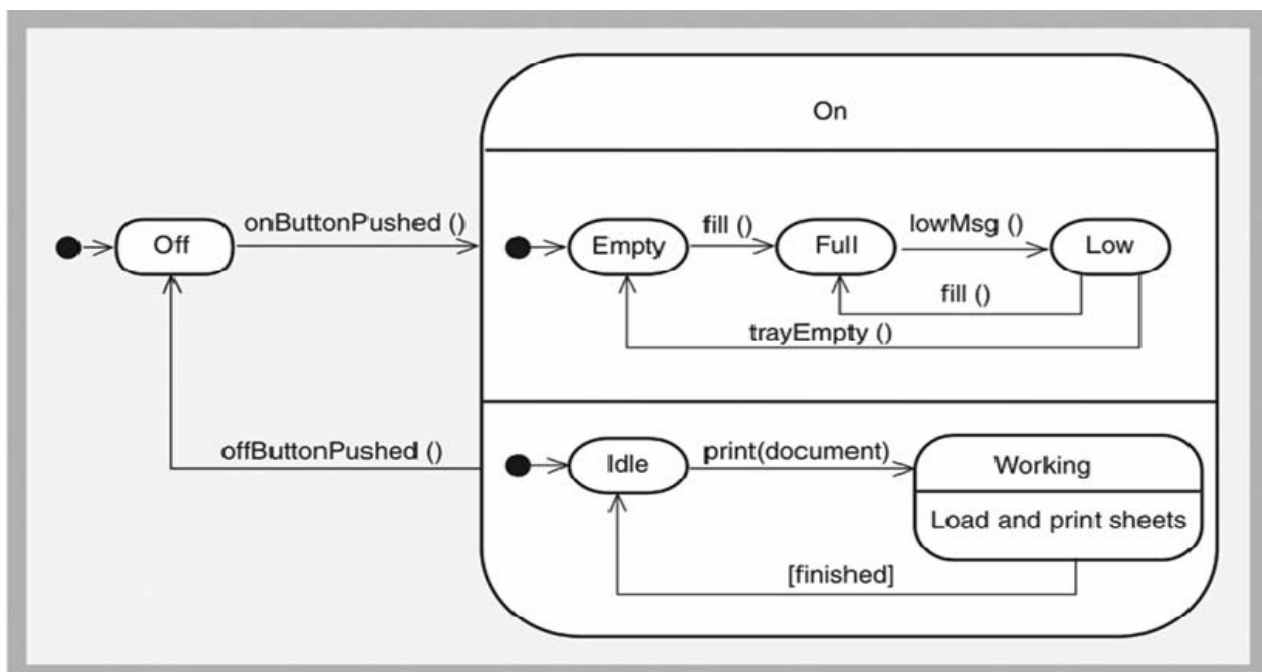 On
Off
onButtonPushed ()
Empty
fill ()
Full
lowMsg ()
Low
fill ()
trayEmpty ()
offButtonPushed ()
Idle
print(document)
Working
Load and print sheets
[finished]